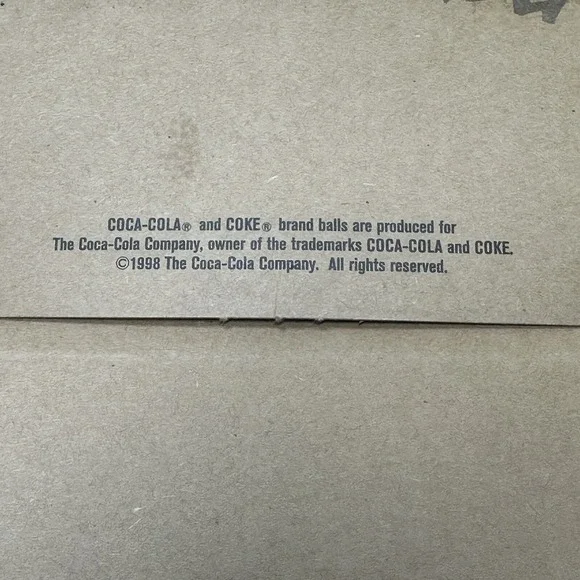 COCA-COLA® and COKE® brand balls are produced for
The Coca-Cola Company, owner of the trademarks COCA-COLA and COKE.
©1998 The Coca-Cola Company. All rights reserved.